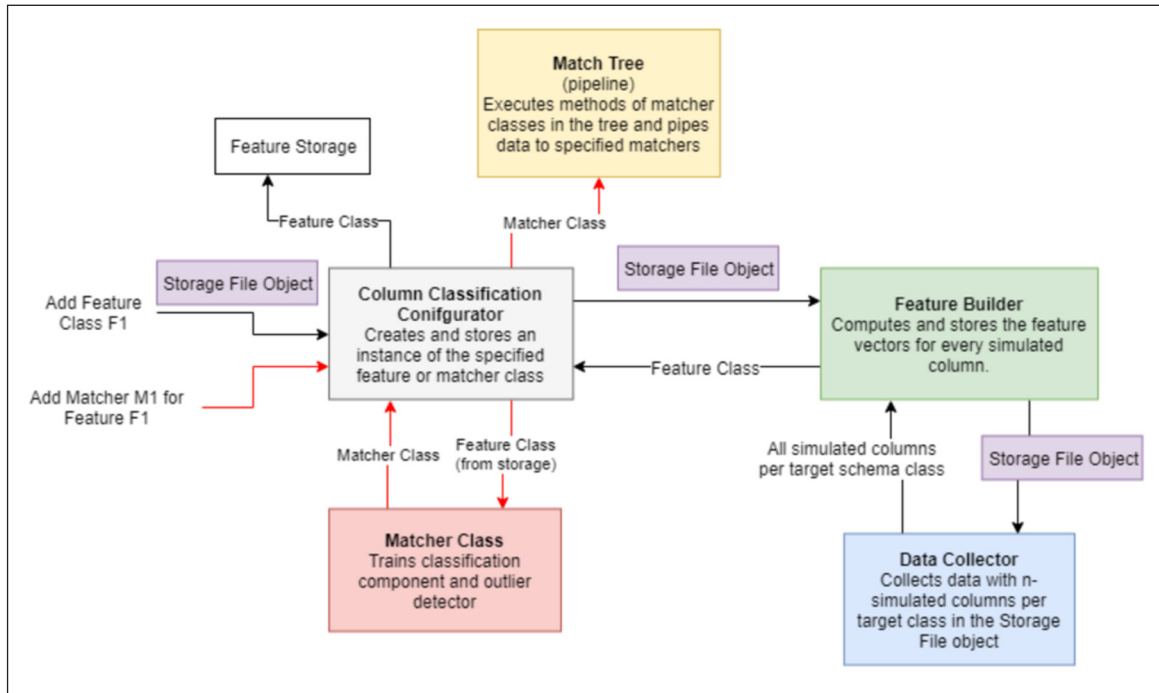 Match Tree
(pipeline)
Executes methods of matcher
classes in the tree and pipes
data to specified matchers
Feature Storage
Feature Class
Matcher Class
Storage File Object
Storage File Object
Add Feature
Class F1
Column Classification
Conifgurator
Creates and stores an
instance of the specified
feature or matcher class
Feature Builder
Computes and stores the feature
vectors for every simulated
column.
Feature Class
Add Matcher M1 for
Feature F1
Matcher Class
Feature Class
(from storage)
All simulated columns
per target schema class
Storage File Object
Matcher Class
Trains classification
component and outlier
detector
Data Collector
Collects data with n-
simulated columns per
target class in the Storage
File object